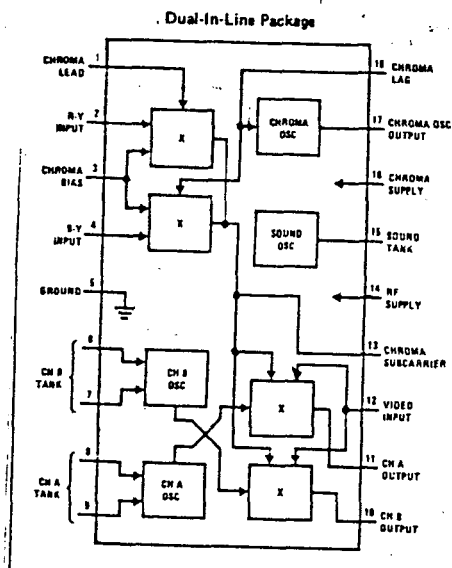 Dual-In-Line Package
CHROMA LEAD
1
R-Y INPUT
2
CHROMA BIAS
3
B-Y INPUT
4
GROUND
5
6
CH B TANK
7
8
CH A TANK
9
X
X
CHROMA OSC
SOUND OSC
CH B OSC
CH A OSC
X
X
18 CHROMA LAG
17 CHROMA OSC OUTPUT
16 CHROMA SUPPLY
15 SOUND TANK
14 RF SUPPLY
13 CHROMA SUBCARRIER
12 VIDEO INPUT
11 CH A OUTPUT
10 CH B OUTPUT